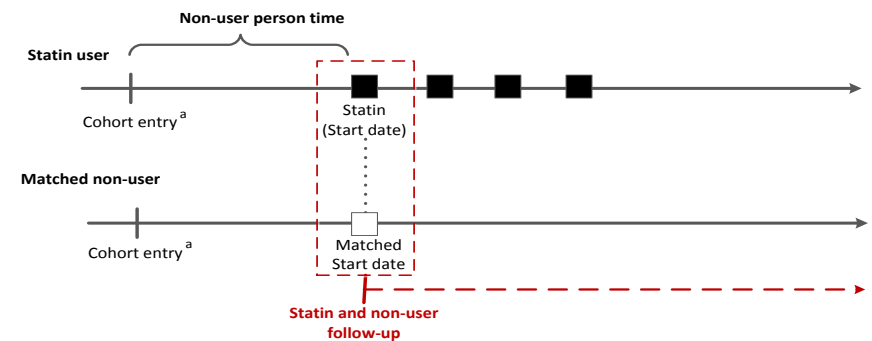 Non-user person time
Statin user
Cohort entry a
Statin
(Start date)
Matched non-user
Cohort entry a
Matched
Start date
Statin and non-user
follow-up